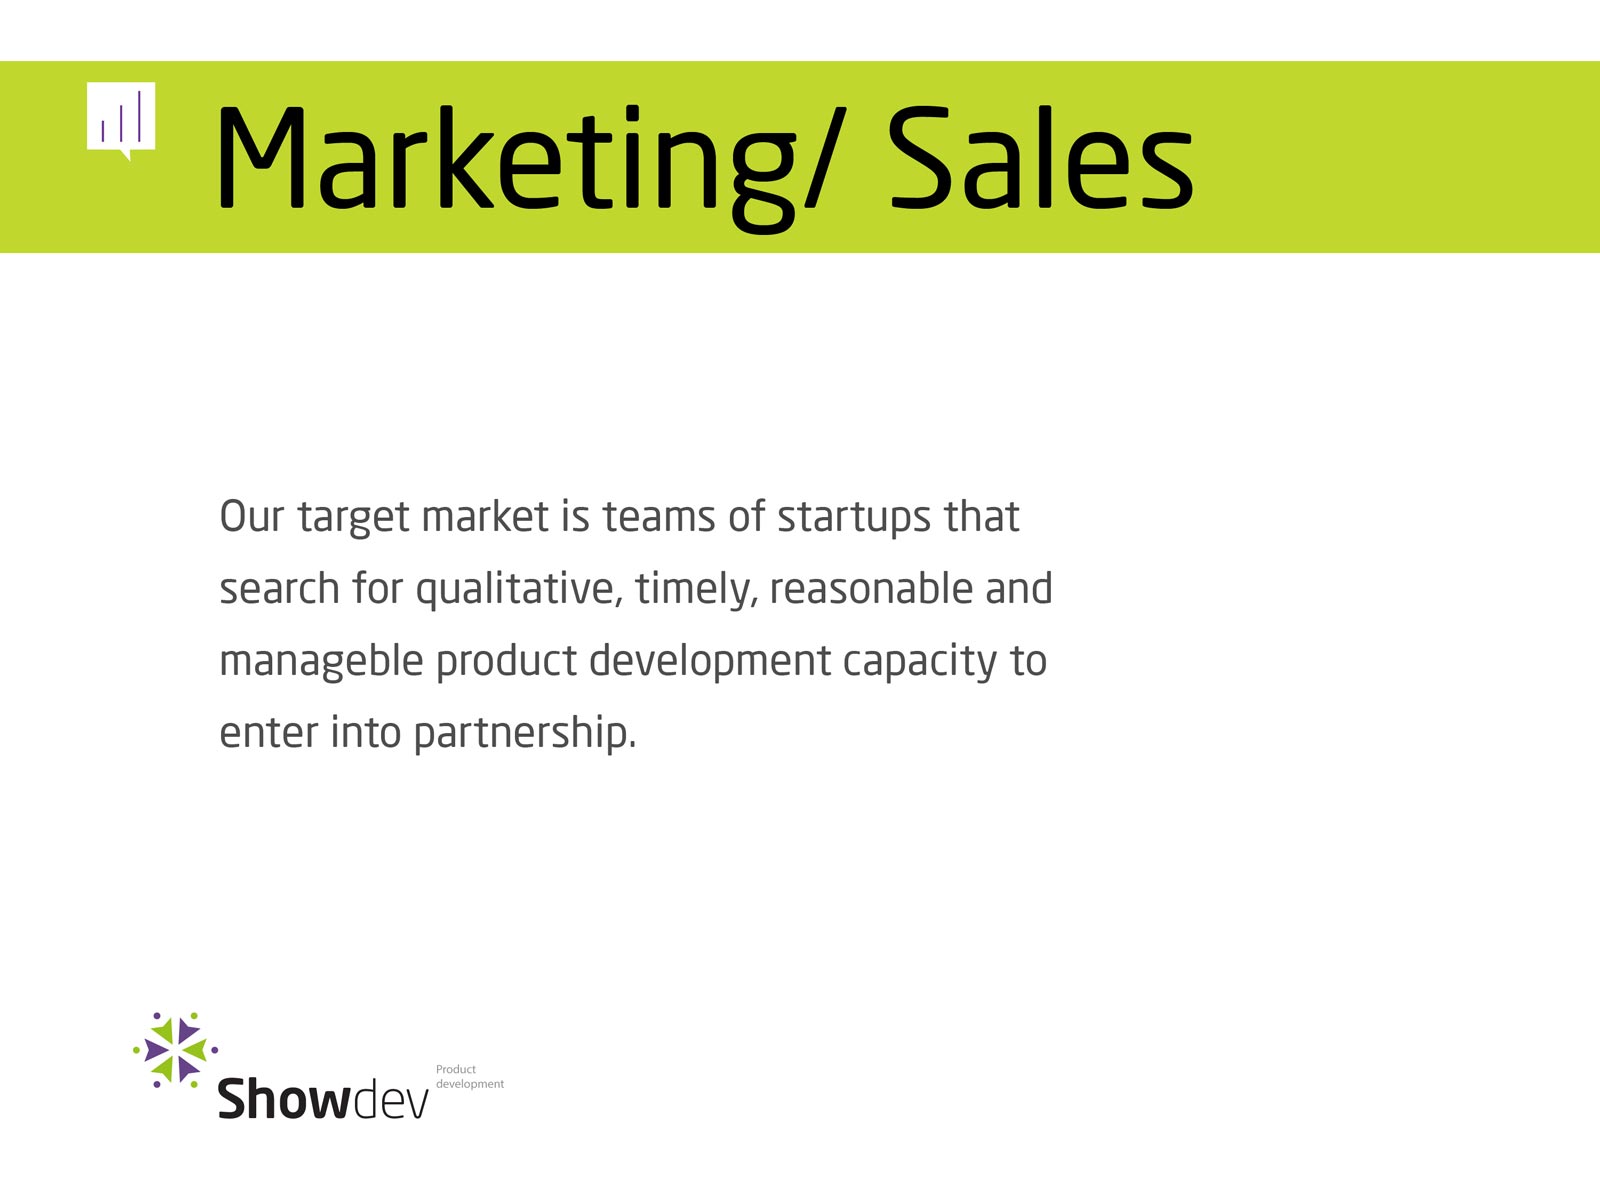 Marketing/ Sales
Our target market is teams of startups that
search for qualitative, timely, reasonable and
manageble product development capacity to
enter into partnership.
Product
development
Showdev